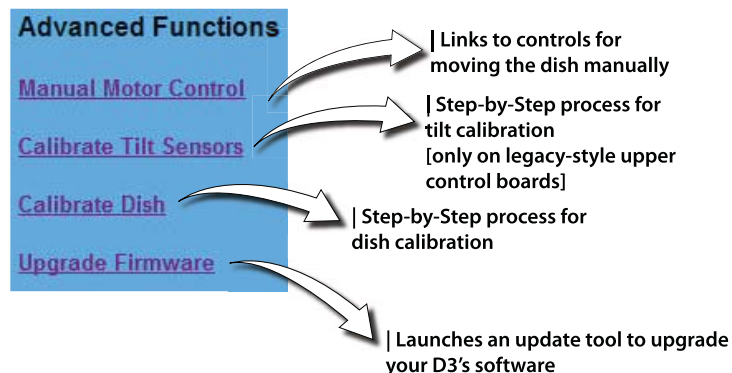 Advanced Functions
Manual Motor Control
Calibrate Tilt Sensors
Calibrate Dish
Upgrade Firmware
| Links to controls for
moving the dish manually
| Step-by-Step process for
tilt calibration
[only on legacy-style upper
control boards]
| Step-by-Step process for
dish calibration
| Launches an update tool to upgrade
your D3's software